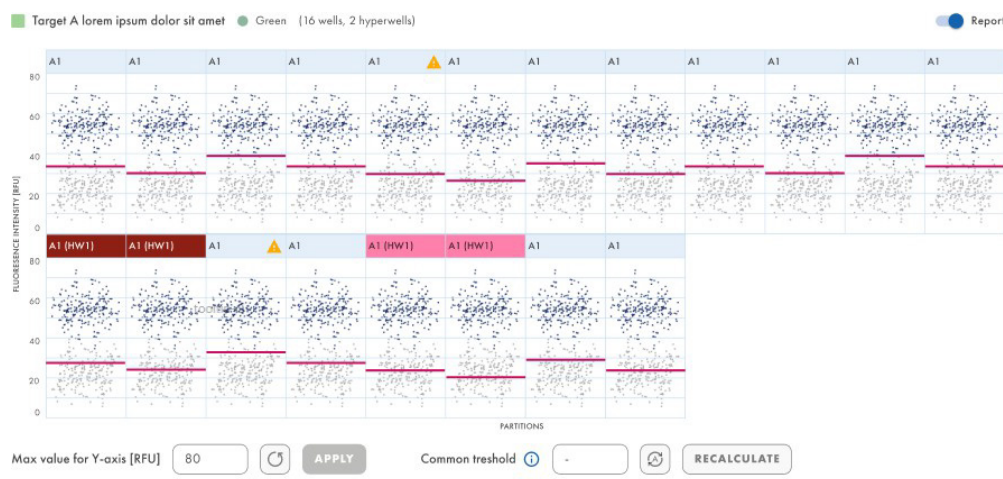 Target A lorem ipsum dolor sit amet Green (16 wells, 2 hyperwells) Report
A1 A1 A1 A1 A1 A1 A1 A1 A1 A1 A1 A1
80
60
40
20
0
FLUORESENCE INTENSITY [RFU]
A1 (HW1) A1 (HW1) A1 A1 A1 (HW1) A1 (HW1) A1 A1
80
60
40
20
0
PARTITIONS
Max value for Y-axis [RFU] 80 APPLY Common treshold - RECALCULATE